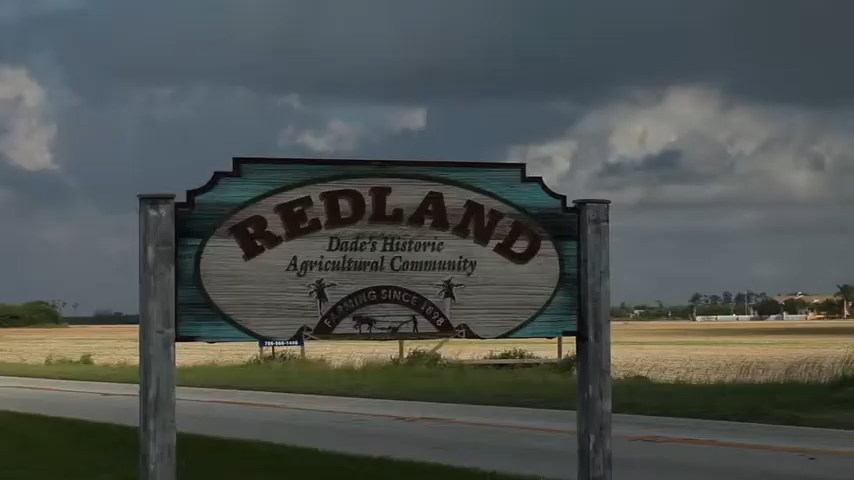 REDLAND
Dade's Historic
Agricultural Community
FARMING SINCE 1898